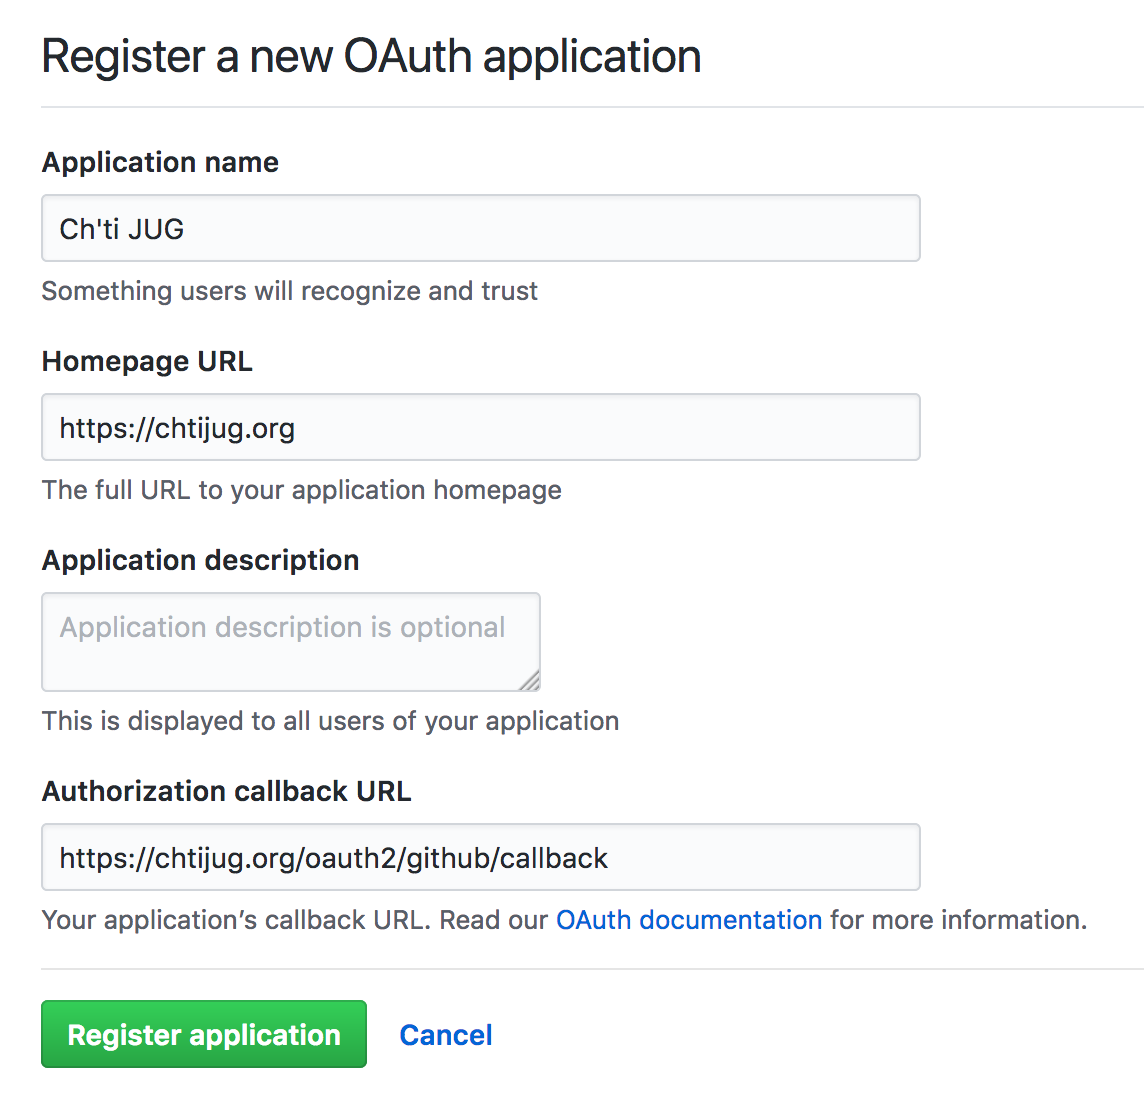 Register a new OAuth application
Application name
Ch'ti JUG
Something users will recognize and trust
Homepage URL
https://chtijug.org
The full URL to your application homepage
Application description
Application description is optional
This is displayed to all users of your application
Authorization callback URL
https://chtijug.org/oauth2/github/callback
Your application’s callback URL. Read our OAuth documentation for more information.
Register application Cancel